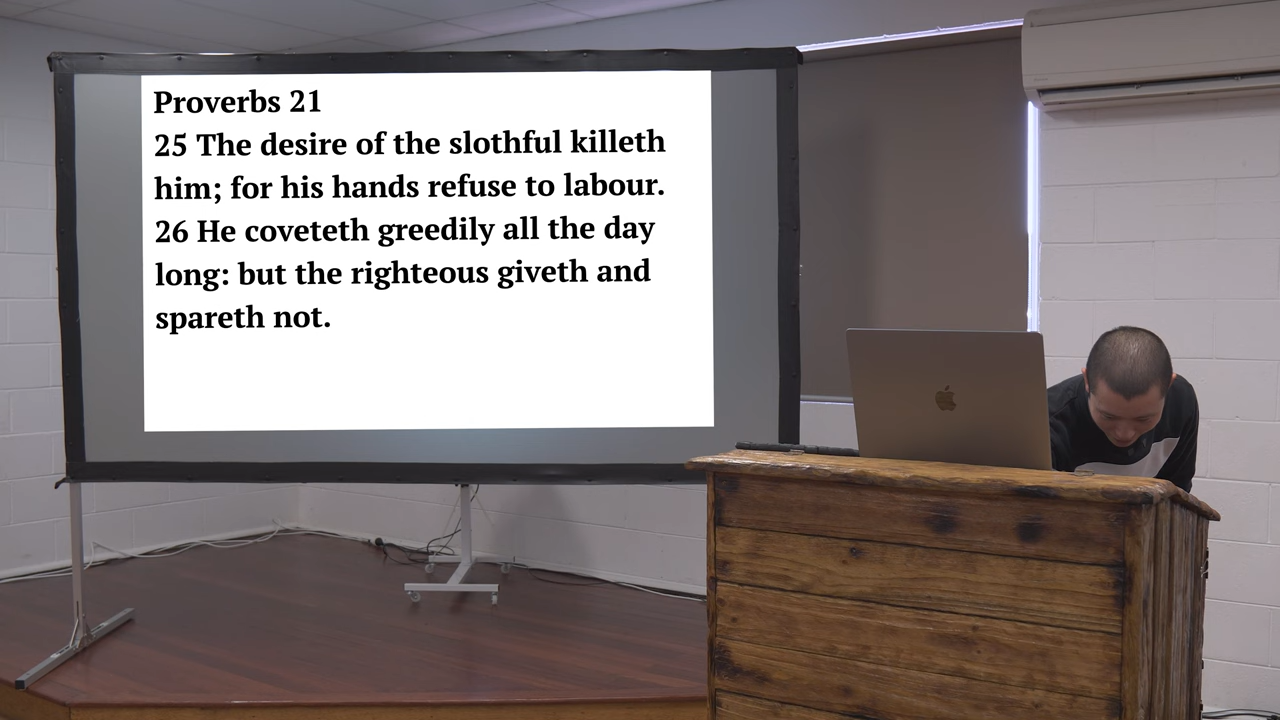 Proverbs 21
25 The desire of the slothful killeth
him; for his hands refuse to labour.
26 He coveteth greedily all the day
long: but the righteous giveth and
spareth not.